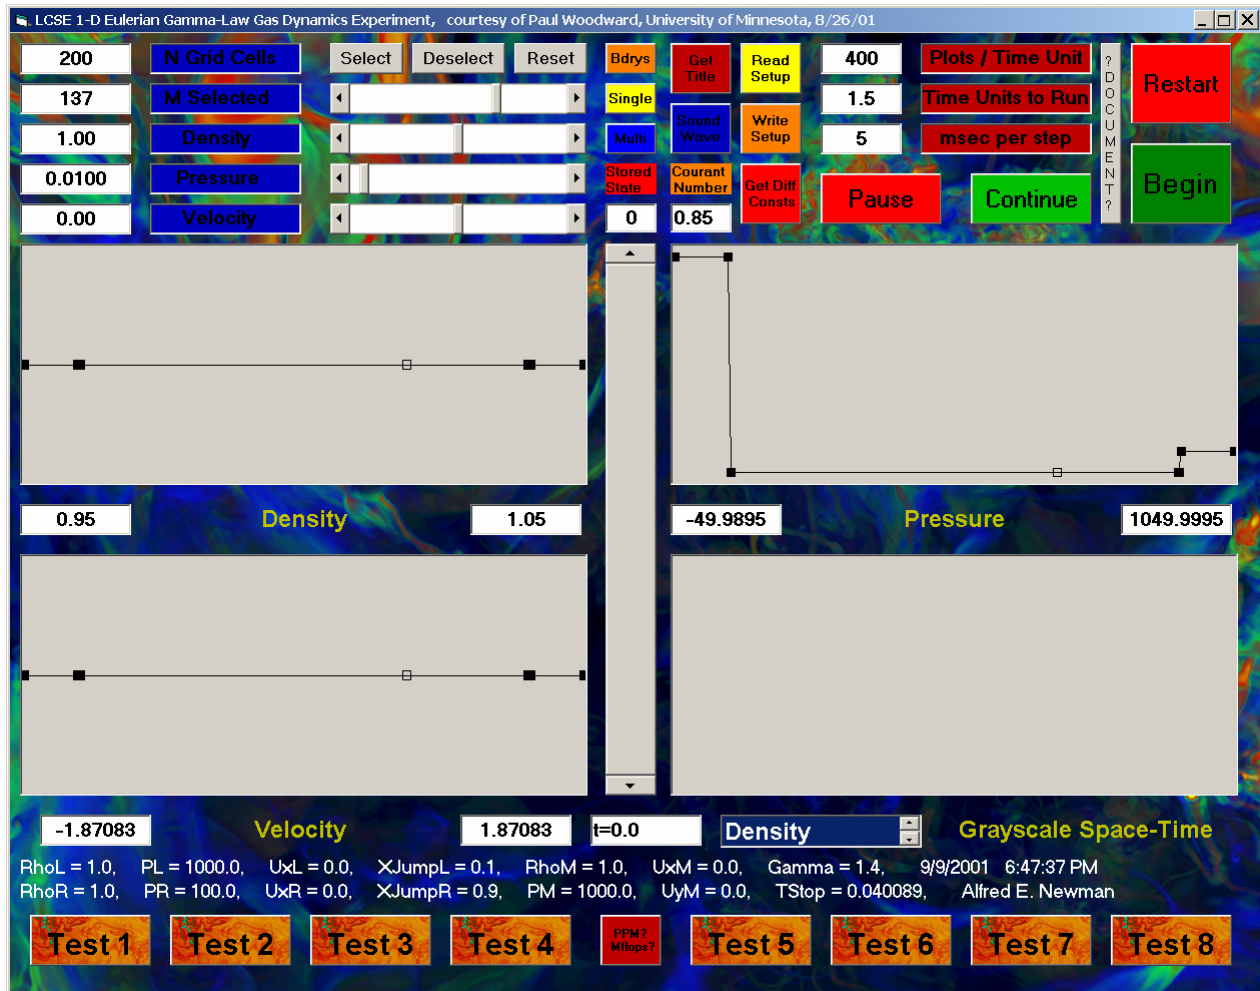 LCSE 1-D Eulerian Gamma-Law Gas Dynamics Experiment, courtesy of Paul Woodward, University of Minnesota, 8/26/01
200 N Grid Cells Select Deselect Reset Bdrys Get Title Read Setup 400 Plots / Time Unit ?DOCUMENT? Restart
137 M Selected Single 1.5 Time Units to Run
1.00 Density Multi Sound Wave Write Setup 5 msec per step
0.0100 Pressure Stored State Courant Number Get Diff Consts Pause Continue Begin
0.00 Velocity 0 0.85
0.95 Density 1.05 -49.9895 Pressure 1049.9995
-1.87083 Velocity 1.87083 t=0.0 Density Grayscale Space-Time
RhoL = 1.0, PL = 1000.0, UxL = 0.0, XJumpL = 0.1, RhoM = 1.0, UxM = 0.0, Gamma = 1.4, 9/9/2001 6:47:37 PM
RhoR = 1.0, PR = 100.0, UxR = 0.0, XJumpR = 0.9, PM = 1000.0, UyM = 0.0, TStop = 0.040089, Alfred E. Newman
Test 1 Test 2 Test 3 Test 4 PPM? Mflops? Test 5 Test 6 Test 7 Test 8